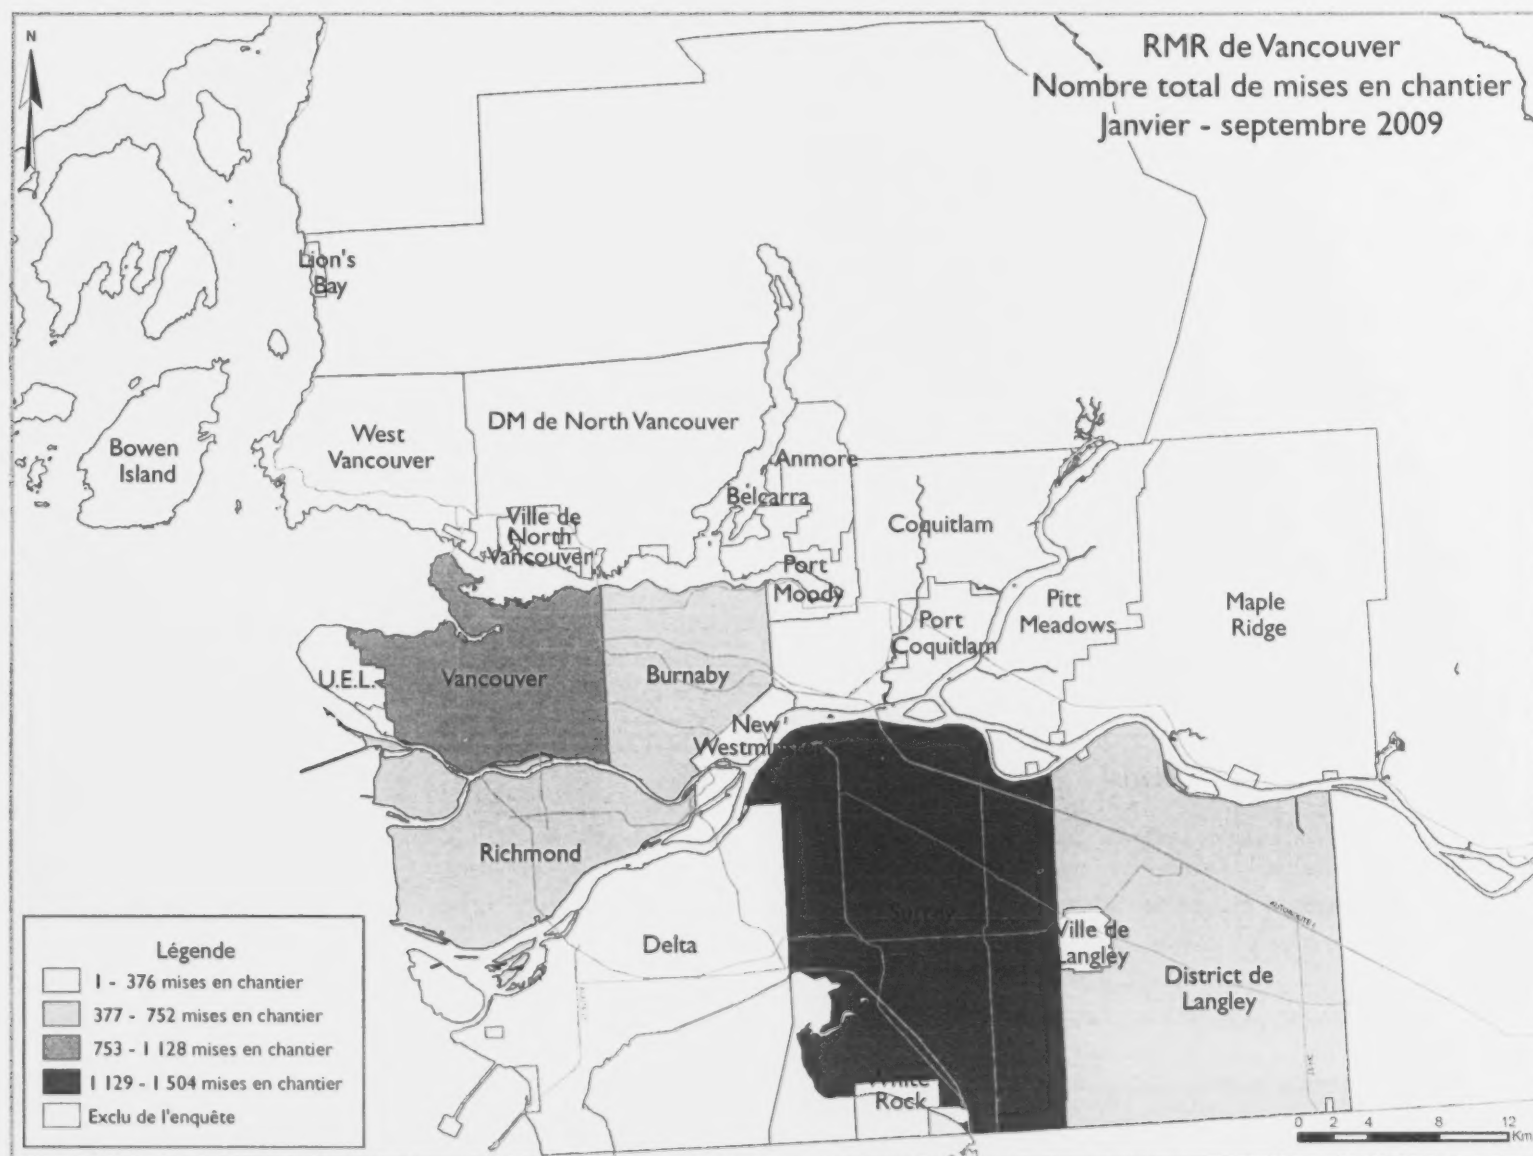 N
RMR de Vancouver
Nombre total de mises en chantier
Janvier - septembre 2009
Lion's
Bay
Bowen
Island
West
Vancouver
DM de North Vancouver
Anmore
Belcarra
Ville de
North
Vancouver
Coquitlam
Port
Moody
Port
Coquitlam
Pitt
Meadows
Maple
Ridge
U.E.L.
Vancouver
Burnaby
New
Westminster
Richmond
Surrey
Delta
Ville de
Langley
District de
Langley
White
Rock
Légende
1 - 376 mises en chantier
377 - 752 mises en chantier
753 - 1 128 mises en chantier
1 129 - 1 504 mises en chantier
Exclu de l'enquête
0 2 4 8 12
Km